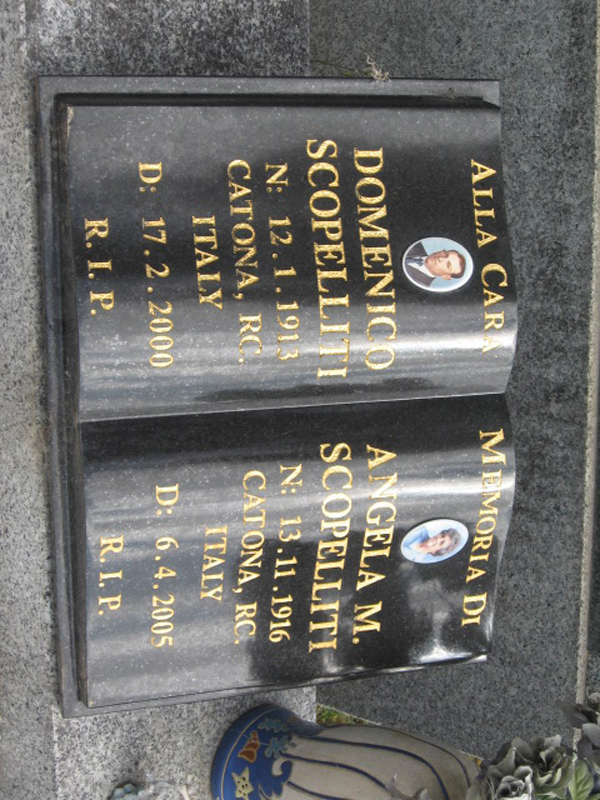 ALLA CARA
DOMENICO
SCOPELLITI
N: 12.1.1913
CATONA, RC.
ITALY
D: 17.2.2000
R.I.P.
MEMORIA DI
ANGELA M.
SCOPELLITI
N: 13.11.1916
CATONA, RC.
ITALY
D: 6.4.2005
R.I.P.